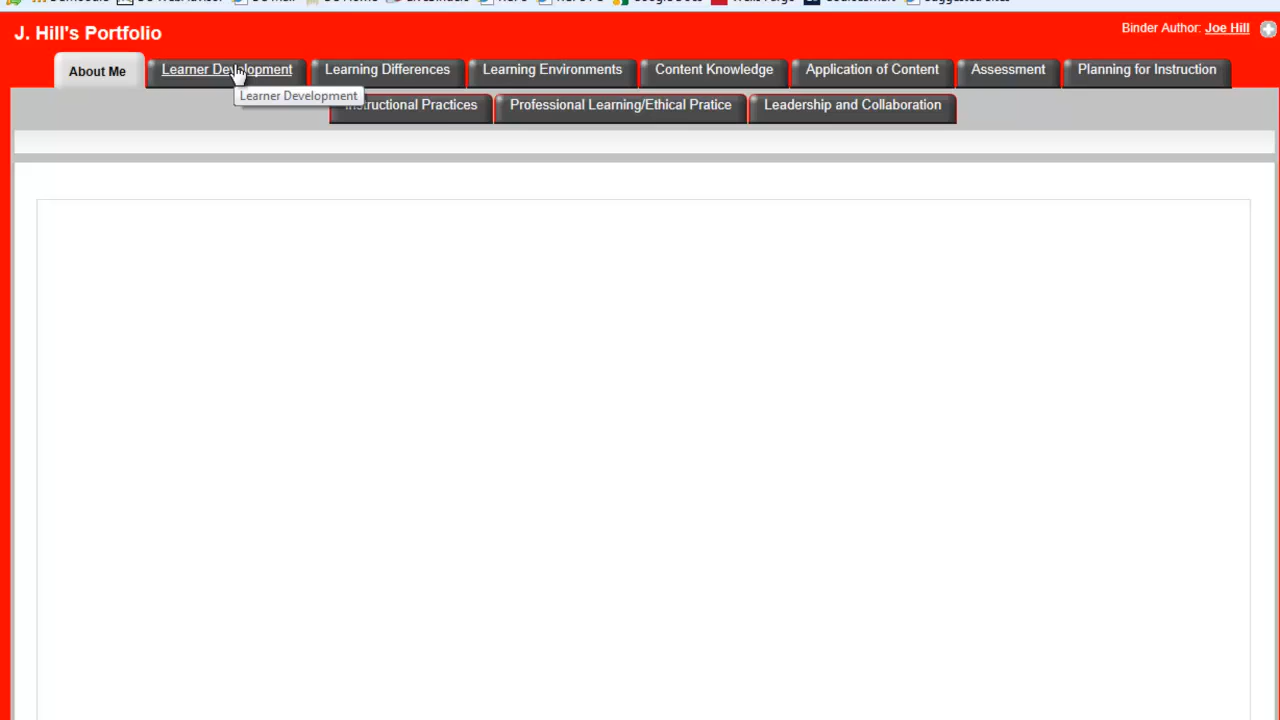 J. Hill's Portfolio
Binder Author: Joe Hill
About Me
Learner Development
Learning Differences
Learning Environments
Content Knowledge
Application of Content
Assessment
Planning for Instruction
Learner Development
Instructional Practices
Professional Learning/Ethical Pratice
Leadership and Collaboration